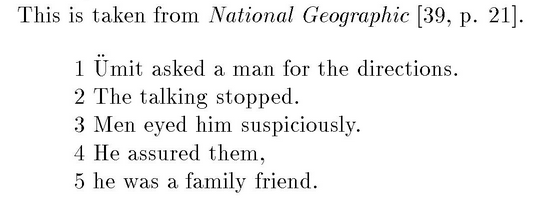 This is taken from National Geographic [39, p. 21].
1 Ümit asked a man for the directions.
2 The talking stopped.
3 Men eyed him suspiciously.
4 He assured them,
5 he was a family friend.